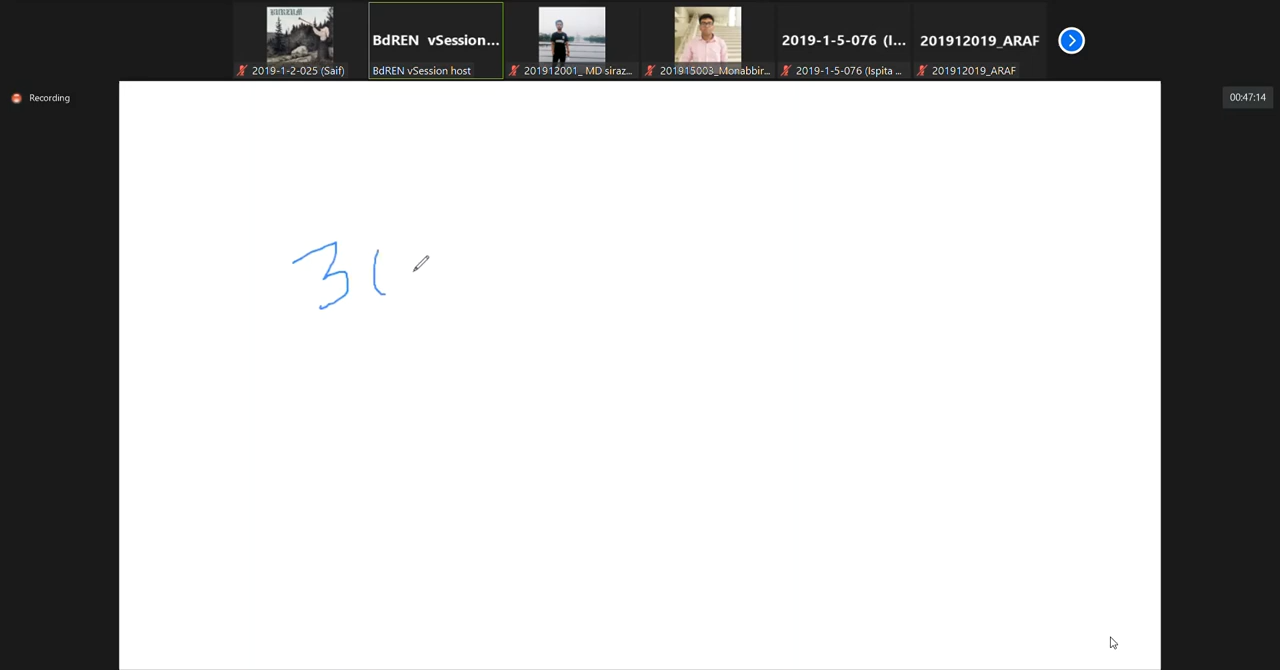 BURZUM
BdREN vSession...
2019-1-5-076 (I...
201912019_ARAF
2019-1-2-025 (Saif)
BdREN vSession host
201912001_ MD siraz...
201915003_Monabbir...
2019-1-5-076 (Ispita ...
201912019_ARAF
Recording
00:47:14
3(